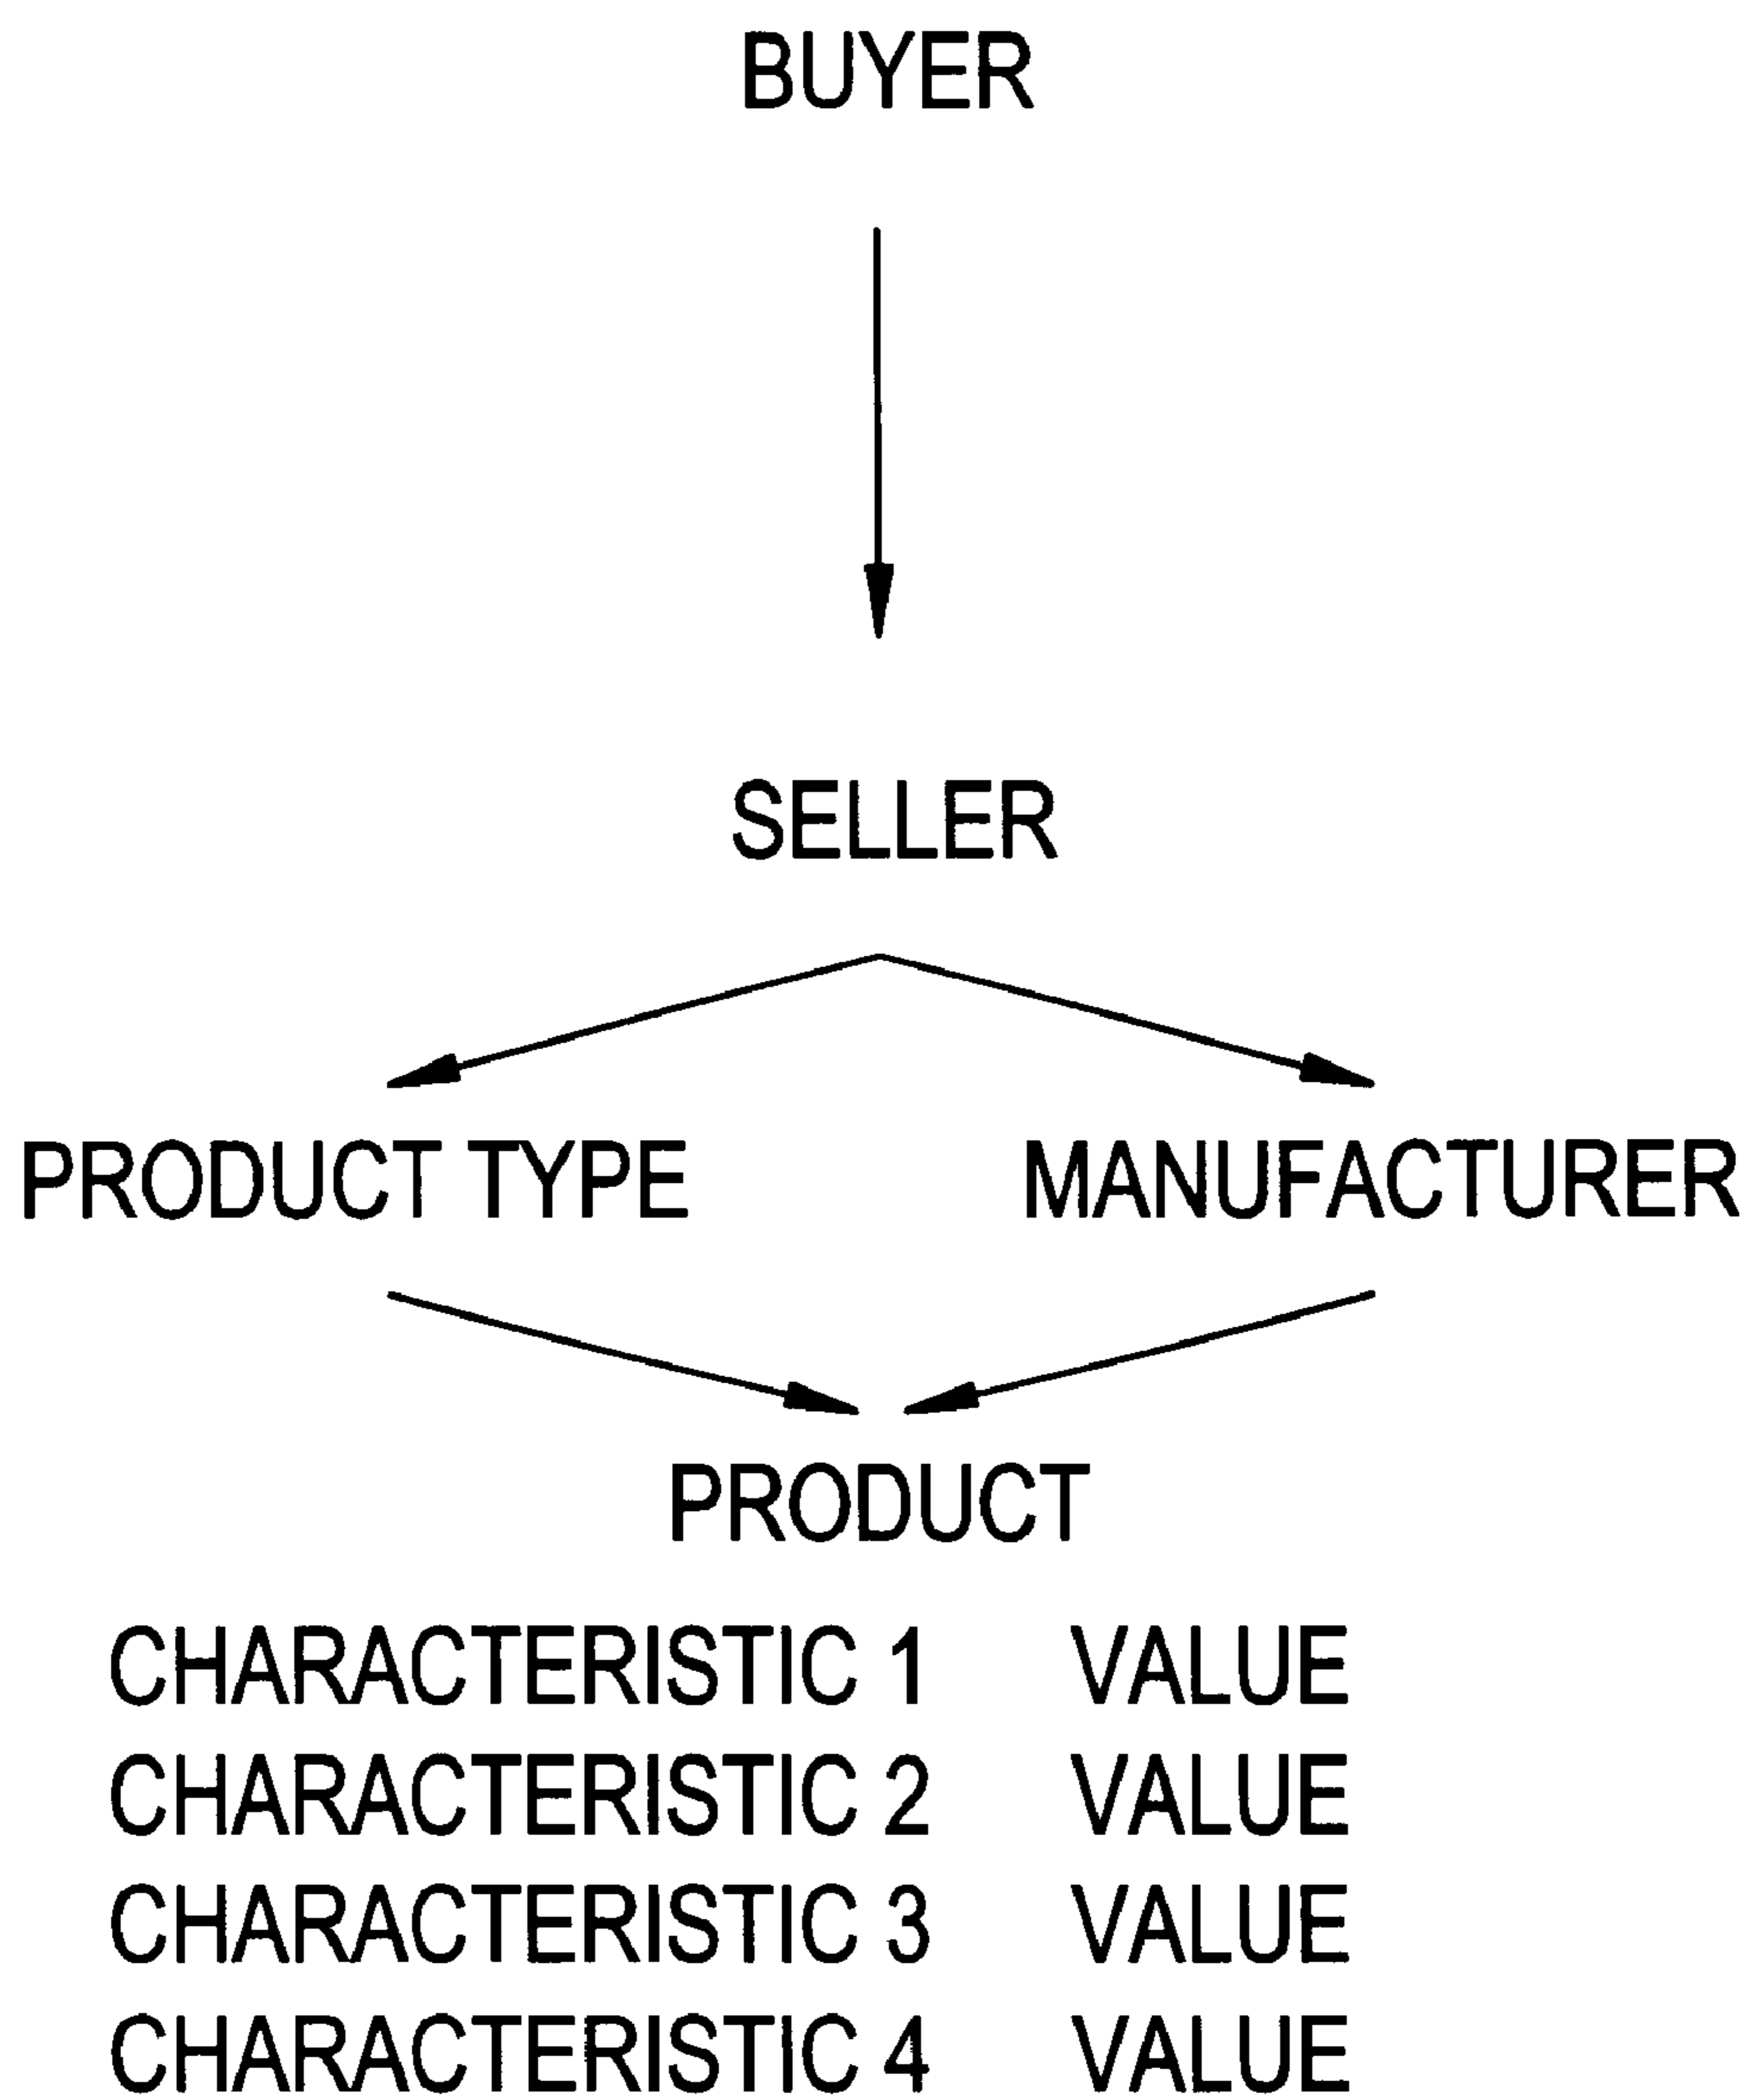 BUYER
SELLER
PRODUCT TYPE MANUFACTURER
PRODUCT
CHARACTERISTIC 1 VALUE
CHARACTERISTIC 2 VALUE
CHARACTERISTIC 3 VALUE
CHARACTERISTIC 4 VALUE